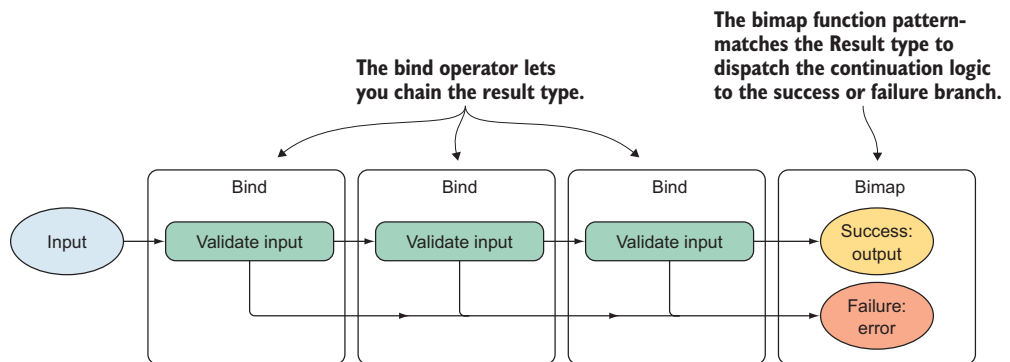 The bimap function pattern-
matches the Result type to
dispatch the continuation logic
to the success or failure branch.
The bind operator lets
you chain the result type.
Bind
Bind
Bind
Bimap
Input
Validate input
Validate input
Validate input
Success:
output
Failure:
error